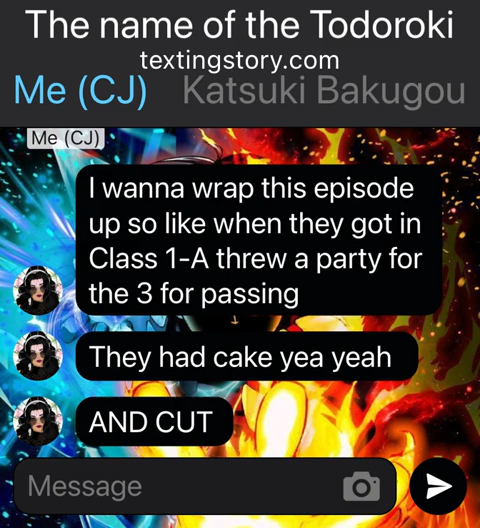 The name of the Todoroki
textingstory.com
Me (CJ) Katsuki Bakugou
Me (CJ)
I wanna wrap this episode
up so like when they got in
Class 1-A threw a party for
the 3 for passing
They had cake yea yeah
AND CUT
Message